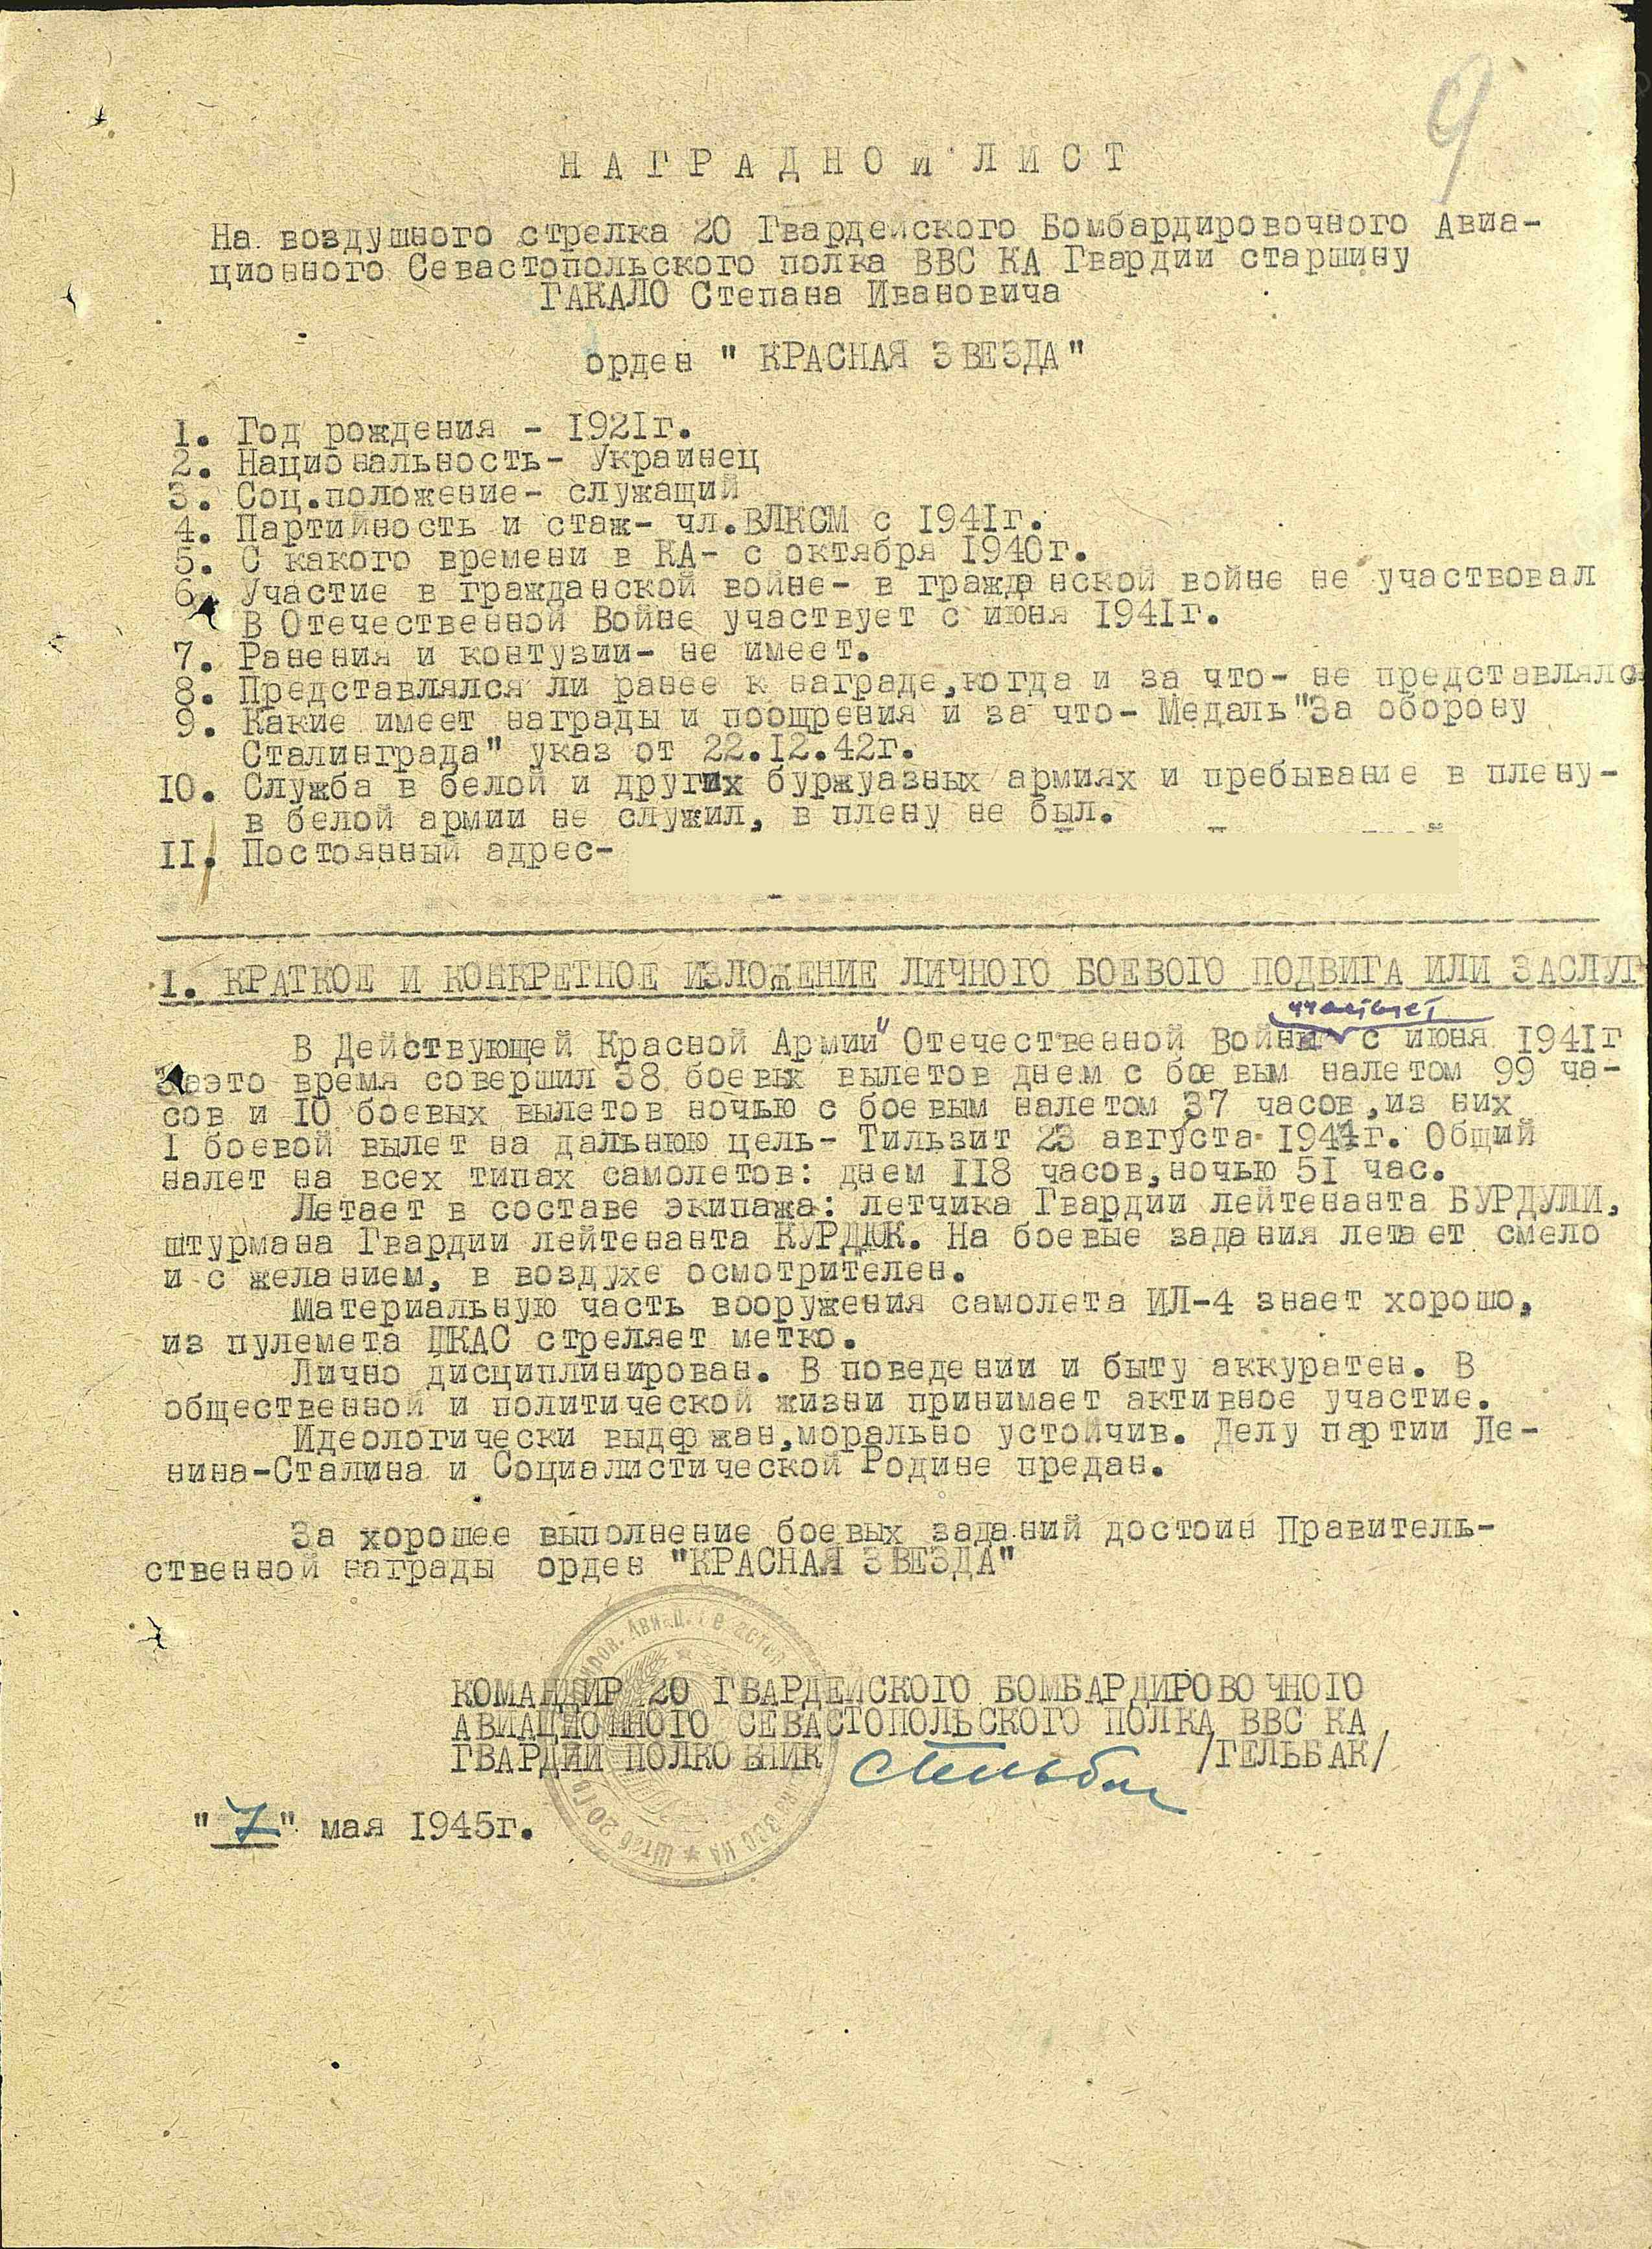 9
НАГРАДНОЙ ЛИСТ
На воздушного стрелка 20 Гвардейского Бомбардировочного Авиа-
ционного Севастопольского полка ВВС КА Гвардии старшину
ГАКАЛО Степана Ивановича
орден " КРАСНАЯ ЗВЕЗДА"
1. Год рождения - 1921г.
2. Национальность- Украинец
3. Соц.положение- служащий
4. Партийность и стаж- чл.ВЛКСМ с 1941г.
5. С какого времени в КА- с октября 1940г.
6. Участие в гражданской войне- в гражданской войне не участвовал
В Отечественной Войне участвует с июня 1941г.
7. Ранения и контузии- не имеет.
8. Представлялся ли ранее к награде,когда и за что- не представлялся
9. Какие имеет награды и поощрения и за что- Медаль"За оборону
Сталинграда" указ от 22.12.42г.
10. Служба в белой и других буржуазных армиях и пребывание в плену-
в белой армии не служил, в плену не был.
11. Постоянный адрес-
1. КРАТКОЕ И КОНКРЕТНОЕ ИЗЛОЖЕНИЕ ЛИЧНОГО БОЕВОГО ПОДВИГА ИЛИ ЗАСЛУГ
участвует
В Действующей Красной Армии и Отечественной Войны с июня 1941г
За это время совершил 38 боевых вылетов днем с боевым налетом 99 ча-
сов и 10 боевых вылетов ночью с боевым налетом 37 часов,из них
1 боевой вылет на дальнюю цель- Тильзит 23 августа 1944г. Общий
налет на всех типах самолетов: днем 118 часов,ночью 51 час.
Летает в составе экипажа: летчика Гвардии лейтенанта БУРДУЛИ,
штурмана Гвардии лейтенанта КУРДЮК. На боевые задания летает смело
и с желанием, в воздухе осмотрителен.
Материальную часть вооружения самолета ИЛ-4 знает хорошо,
из пулемета ШКАС стреляет метко.
Лично дисциплинирован. В поведении и быту аккуратен. В
общественной и политической жизни принимает активное участие.
Идеологически выдержан,морально устойчив. Делу партии Ле-
нина-Сталина и Социалистической Родине предан.
За хорошее выполнение боевых заданий достоин Правитель-
ственной награды орден "КРАСНАЯ ЗВЕЗДА"
КОМАНДИР 20 ГВАРДЕЙСКОГО БОМБАРДИРОВОЧНОГО
АВИАЦИОННОГО СЕВАСТОПОЛЬСКОГО ПОЛКА ВВС КА
ГВАРДИИ ПОЛКОВНИК /ТЕЛЬБАК/
"7" мая 1945г.